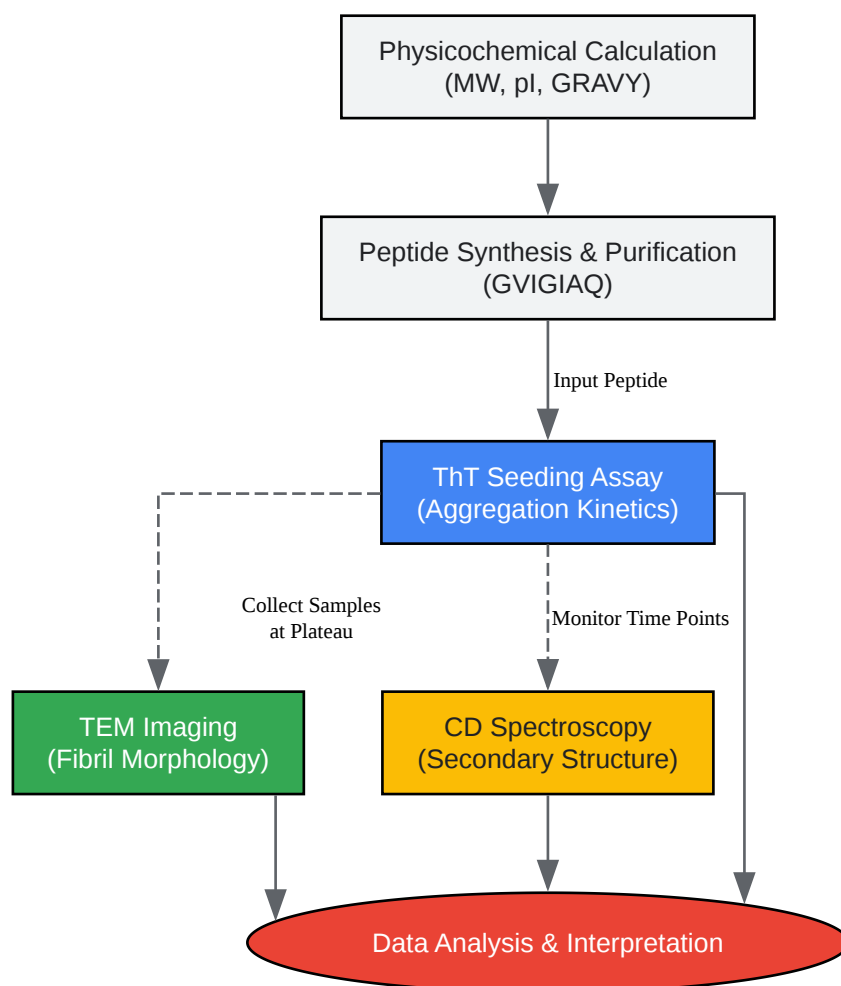 Physicochemical Calculation
(MW, pI, GRAVY)
Peptide Synthesis & Purification
(GVIGIAQ)
Input Peptide
ThT Seeding Assay
(Aggregation Kinetics)
Collect Samples
at Plateau
Monitor Time Points
TEM Imaging
(Fibril Morphology)
CD Spectroscopy
(Secondary Structure)
Data Analysis & Interpretation